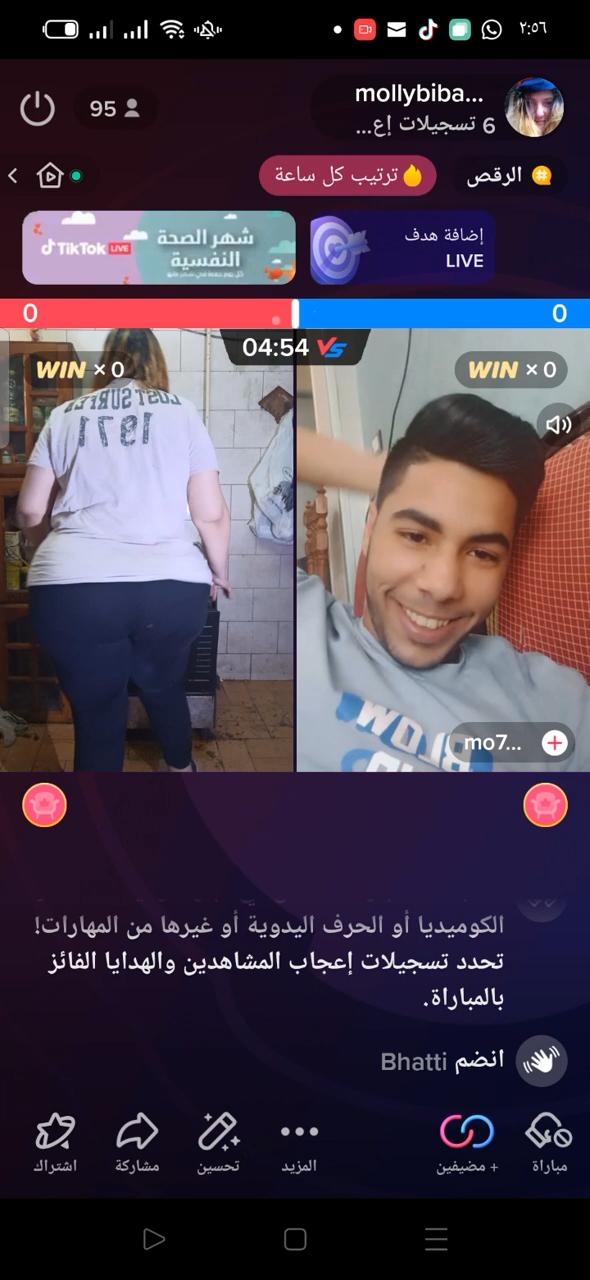 ٢:٥٦
mollybiba...
6 تسجيلات إع...
95
الرقص
ترتيب كل ساعة
إضافة هدف
LIVE
شهر الصحة
النفسية
TikTok LIVE
0
0
04:54 VS
WIN × 0
WIN × 0
LOST SURFER
1971
BLOW
mo7...
الكوميديا أو الحرف اليدوية أو غيرها من المهارات!
تحدد تسجيلات إعجاب المشاهدين والهدايا الفائز
بالمباراة.
انضم Bhatti
مباراة
+ مضيفين
المزيد
تحسين
مشاركة
اشتراك